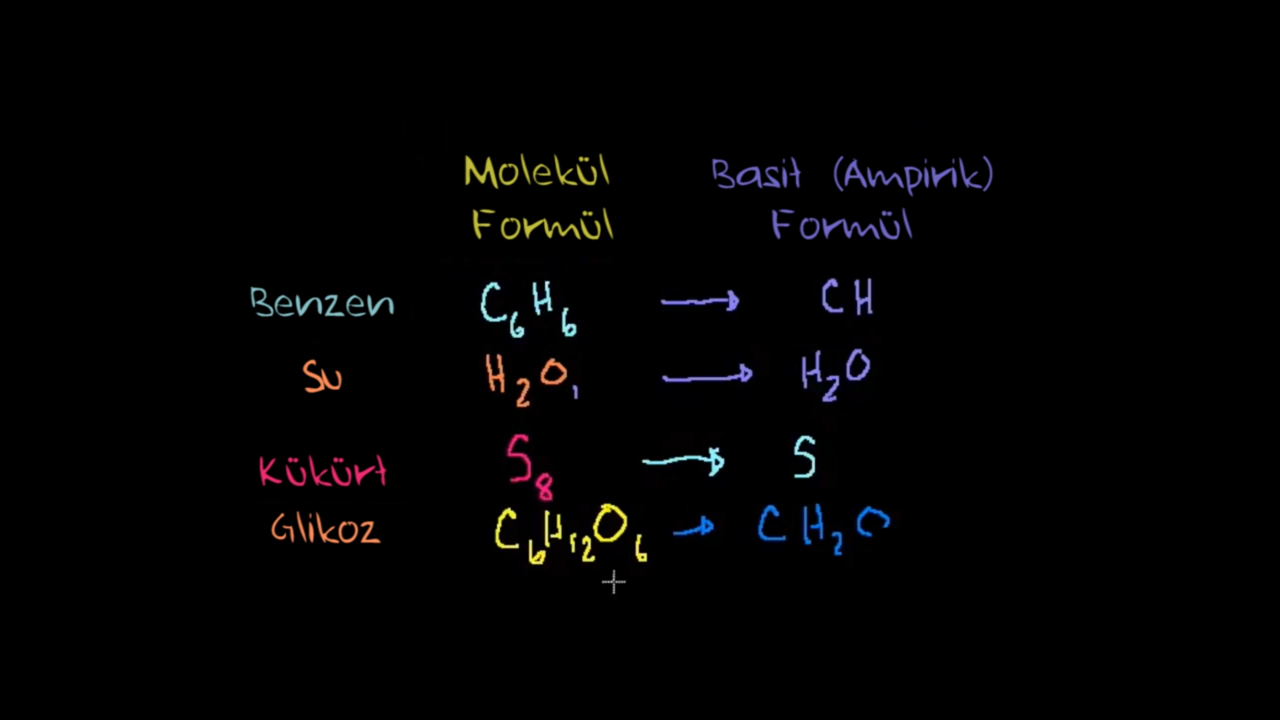 Molekül Basit (Ampirik)
Formül Formül
Benzen C₆H₆ → CH
Su H₂O₁ → H₂O
Kükürt S₈ → S
Glikoz C₆H₁₂O₆ → CH₂O